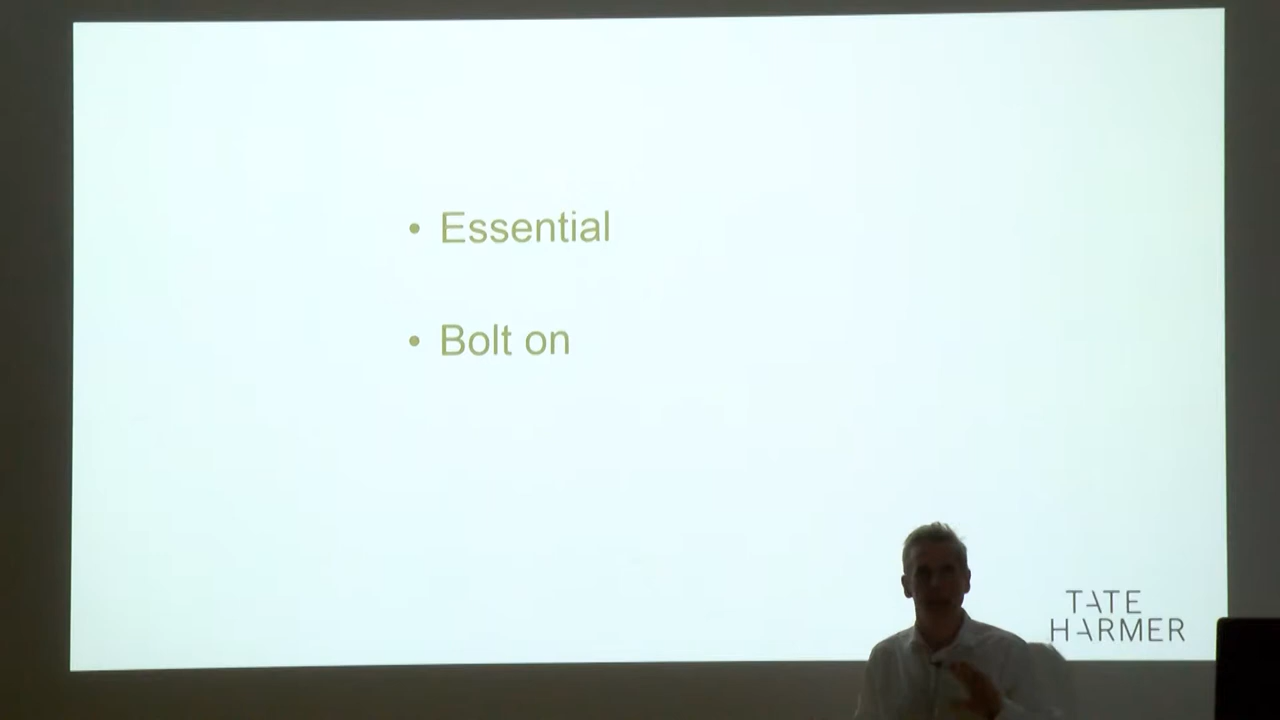 • Essential
• Bolt on
TATE
HARMER